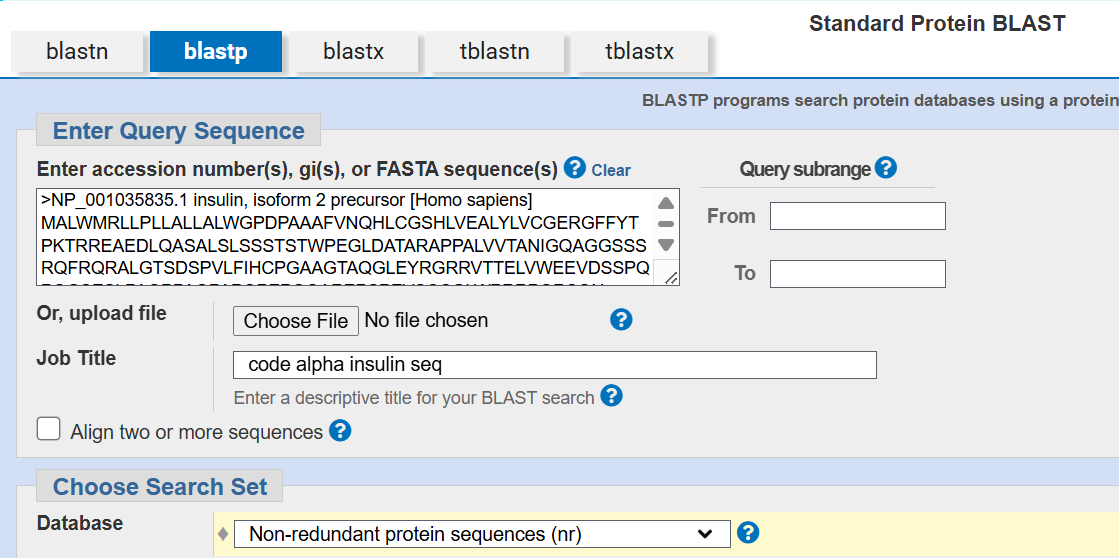 Standard Protein BLAST
blastn blastp blastx tblastn tblastx
BLASTP programs search protein databases using a protein
Enter Query Sequence
Enter accession number(s), gi(s), or FASTA sequence(s) ? Clear
Query subrange ?
>NP_001035835.1 insulin, isoform 2 precursor [Homo sapiens]
MALWMRLLPLLALLALWGPDPAAAFVNQHLCGSHLVEALYLVCGERGFFYT
PKTRREAEDLQASALSLSSSTSTWPEGLDATARAPPALVVTANIGQAGGSSS
RQFRQRALGTSDSPVLFIHCPGAAGTAQGLEYRGRRVTTELVWEEVDSSPQ
From
To
Or, upload file
Choose File No file chosen ?
Job Title
code alpha insulin seq
Enter a descriptive title for your BLAST search ?
Align two or more sequences ?
Choose Search Set
Database
Non-redundant protein sequences (nr) ?